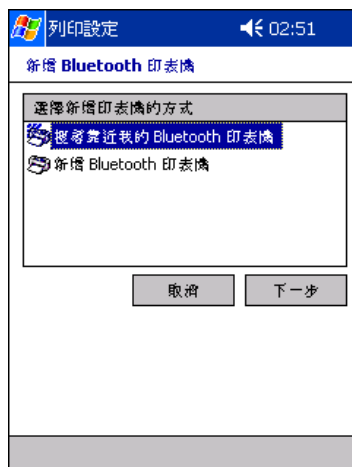 列印設定 02:51
新增 Bluetooth 印表機
選擇新增印表機的方式
搜尋靠近我的 Bluetooth 印表機
新增 Bluetooth 印表機
取消 下一步